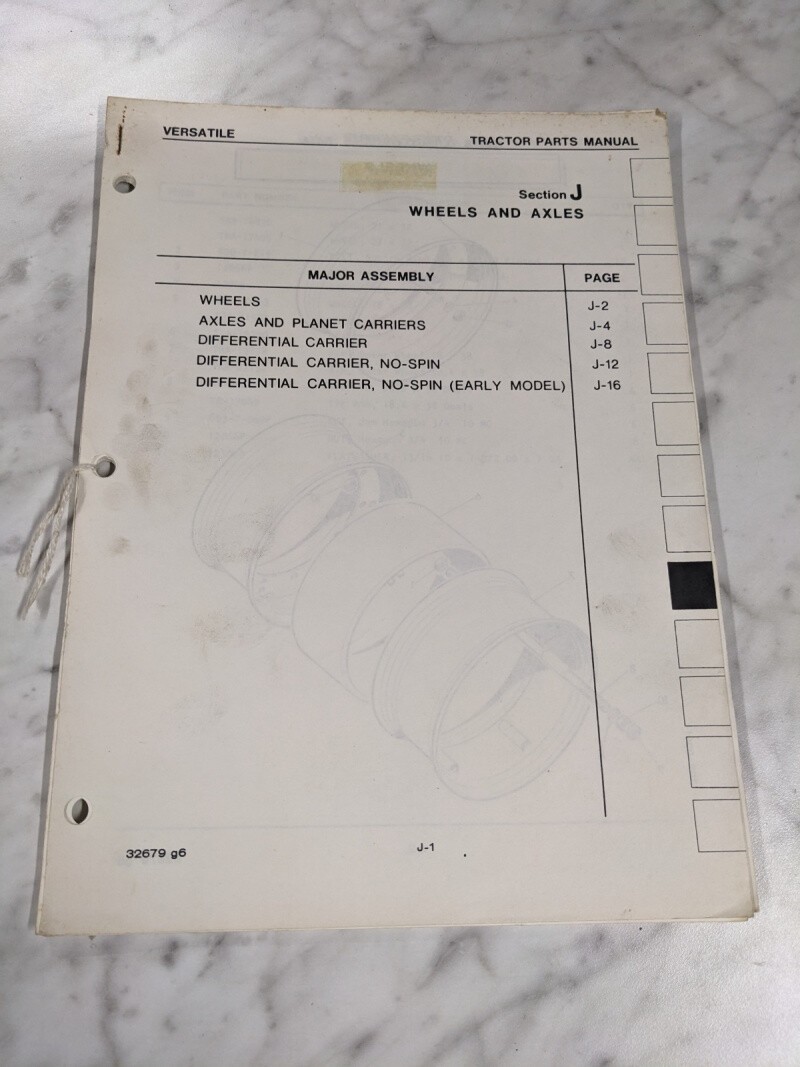 VERSATILE TRACTOR PARTS MANUAL
Section J
WHEELS AND AXLES
MAJOR ASSEMBLY PAGE
WHEELS J-2
AXLES AND PLANET CARRIERS J-4
DIFFERENTIAL CARRIER J-8
DIFFERENTIAL CARRIER, NO-SPIN J-12
DIFFERENTIAL CARRIER, NO-SPIN (EARLY MODEL) J-16
32679 g6 J-1